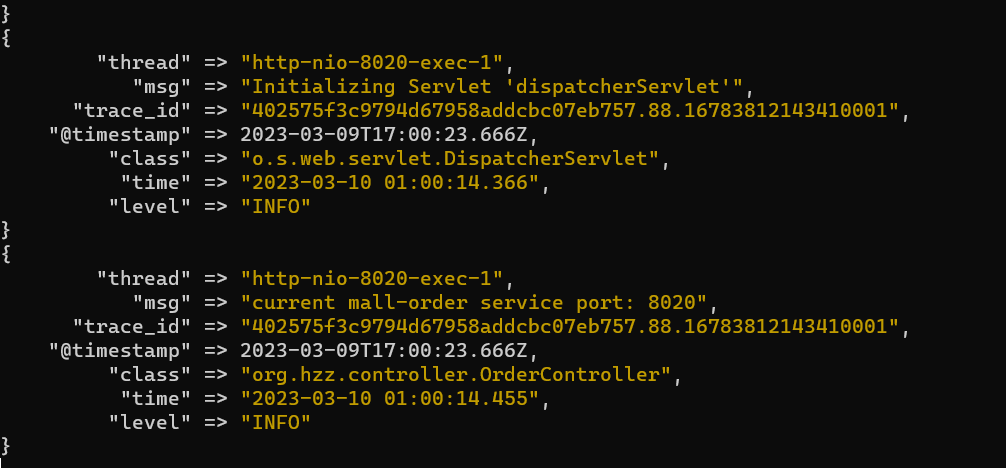 }
{
"thread" => "http-nio-8020-exec-1",
"msg" => "Initializing Servlet 'dispatcherServlet'",
"trace_id" => "402575f3c9794d67958addcbc07eb757.88.16783812143410001",
"@timestamp" => 2023-03-09T17:00:23.666Z,
"class" => "o.s.web.servlet.DispatcherServlet",
"time" => "2023-03-10 01:00:14.366",
"level" => "INFO"
}
{
"thread" => "http-nio-8020-exec-1",
"msg" => "current mall-order service port: 8020",
"trace_id" => "402575f3c9794d67958addcbc07eb757.88.16783812143410001",
"@timestamp" => 2023-03-09T17:00:23.666Z,
"class" => "org.hzz.controller.OrderController",
"time" => "2023-03-10 01:00:14.455",
"level" => "INFO"
}